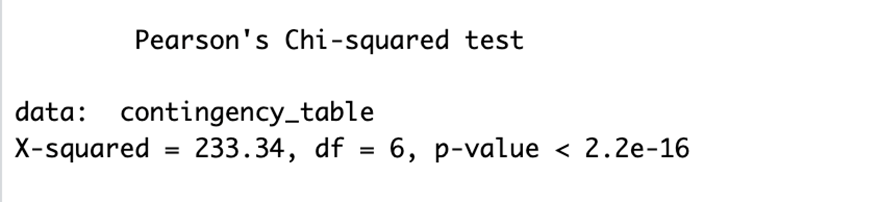 Pearson's Chi-squared test
data:  contingency_table
X-squared = 233.34, df = 6, p-value < 2.2e-16